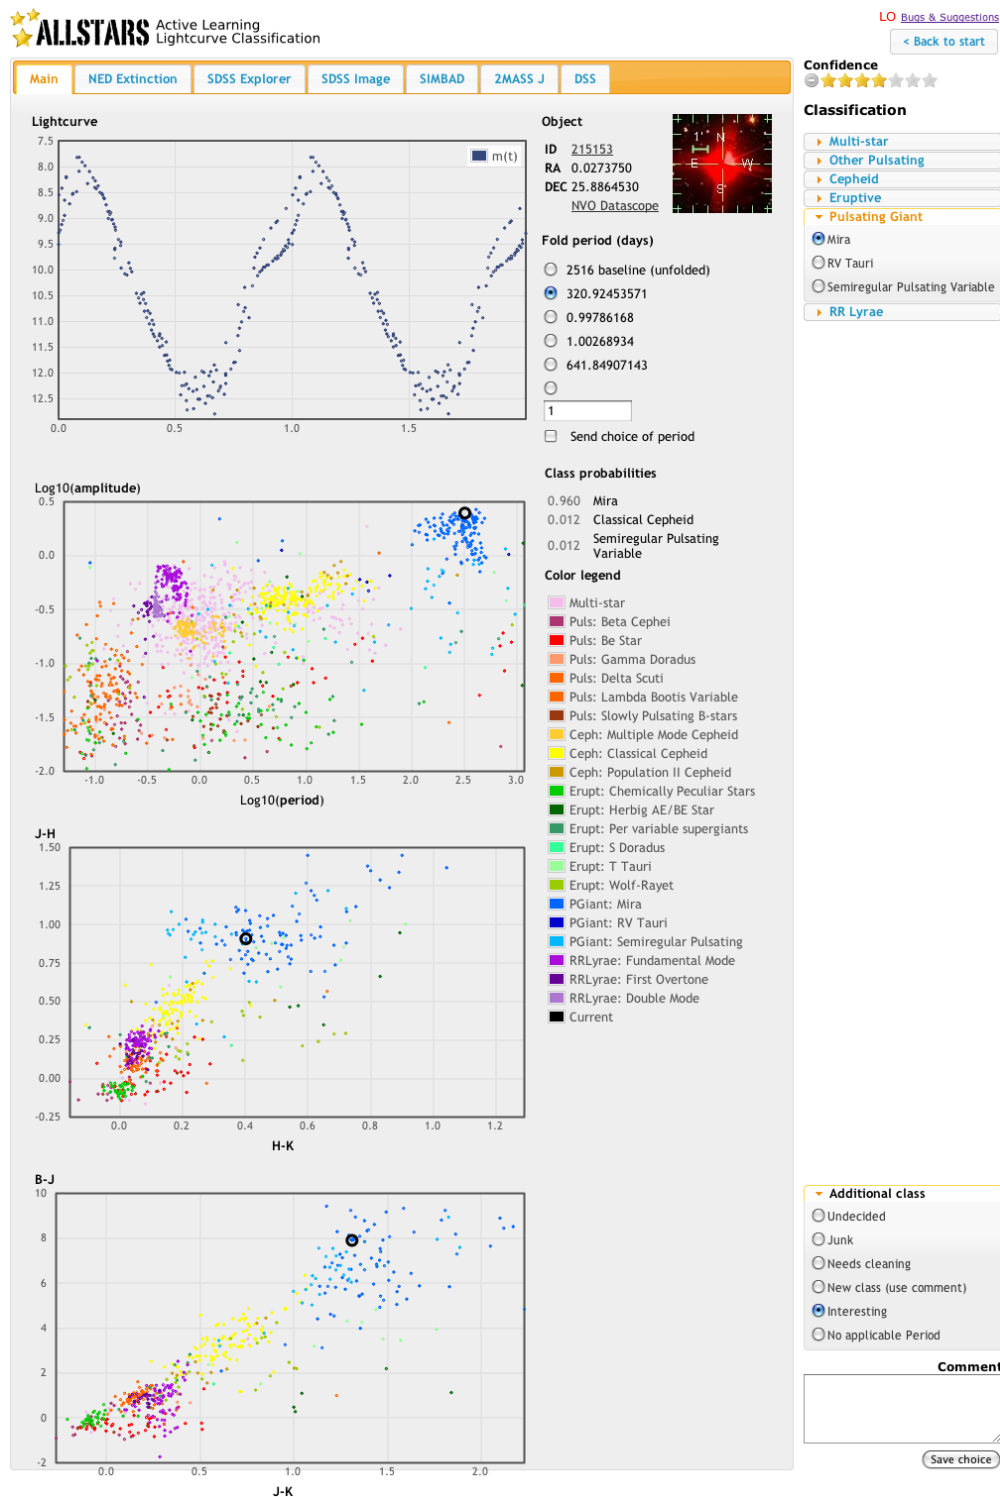 ALLSTARS
Active Learning
Lightcurve Classification
LO Bugs & Suggestions
< Back to start
Main NED Extinction SDSS Explorer SDSS Image SIMBAD 2MASS J DSS
Lightcurve
7.5
8.0
8.5
9.0
9.5
10.0
10.5
11.0
11.5
12.0
12.5
m(t)
0.0 0.5 1.0 1.5
Object
ID 215153
RA 0.0273750
DEC 25.8864530
NVO Datascope
1' N
E W
S
Fold period (days)
2516 baseline (unfolded)
320.92453571
0.99786168
1.00268934
641.84907143
1
Send choice of period
Log10(amplitude)
0.5
0.0
-0.5
-1.0
-1.5
-2.0
-1.0 -0.5 0.0 0.5 1.0 1.5 2.0 2.5 3.0
Log10(period)
Class probabilities
0.960 Mira
0.012 Classical Cepheid
0.012 Semiregular Pulsating
Variable
Color legend
Multi-star
Puls: Beta Cephei
Puls: Be Star
Puls: Gamma Doradus
Puls: Delta Scuti
Puls: Lambda Bootis Variable
Puls: Slowly Pulsating B-stars
Ceph: Multiple Mode Cepheid
Ceph: Classical Cepheid
Ceph: Population II Cepheid
Erupt: Chemically Peculiar Stars
Erupt: Herbig AE/BE Star
Erupt: Per variable supergiants
Erupt: S Doradus
Erupt: T Tauri
Erupt: Wolf-Rayet
PGiant: Mira
PGiant: RV Tauri
PGiant: Semiregular Pulsating
RRLyrae: Fundamental Mode
RRLyrae: First Overtone
RRLyrae: Double Mode
Current
J-H
1.50
1.25
1.00
0.75
0.50
0.25
0.00
-0.25
0.0 0.2 0.4 0.6 0.8 1.0 1.2
H-K
B-J
10
8
6
4
2
0
-2
0.0 0.5 1.0 1.5 2.0
J-K
Confidence
Classification
Multi-star
Other Pulsating
Cepheid
Eruptive
Pulsating Giant
Mira
RV Tauri
Semiregular Pulsating Variable
RR Lyrae
Additional class
Undecided
Junk
Needs cleaning
New class (use comment)
Interesting
No applicable Period
Comment
Save choice